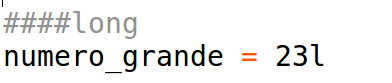 ####long
numero_grande = 23l